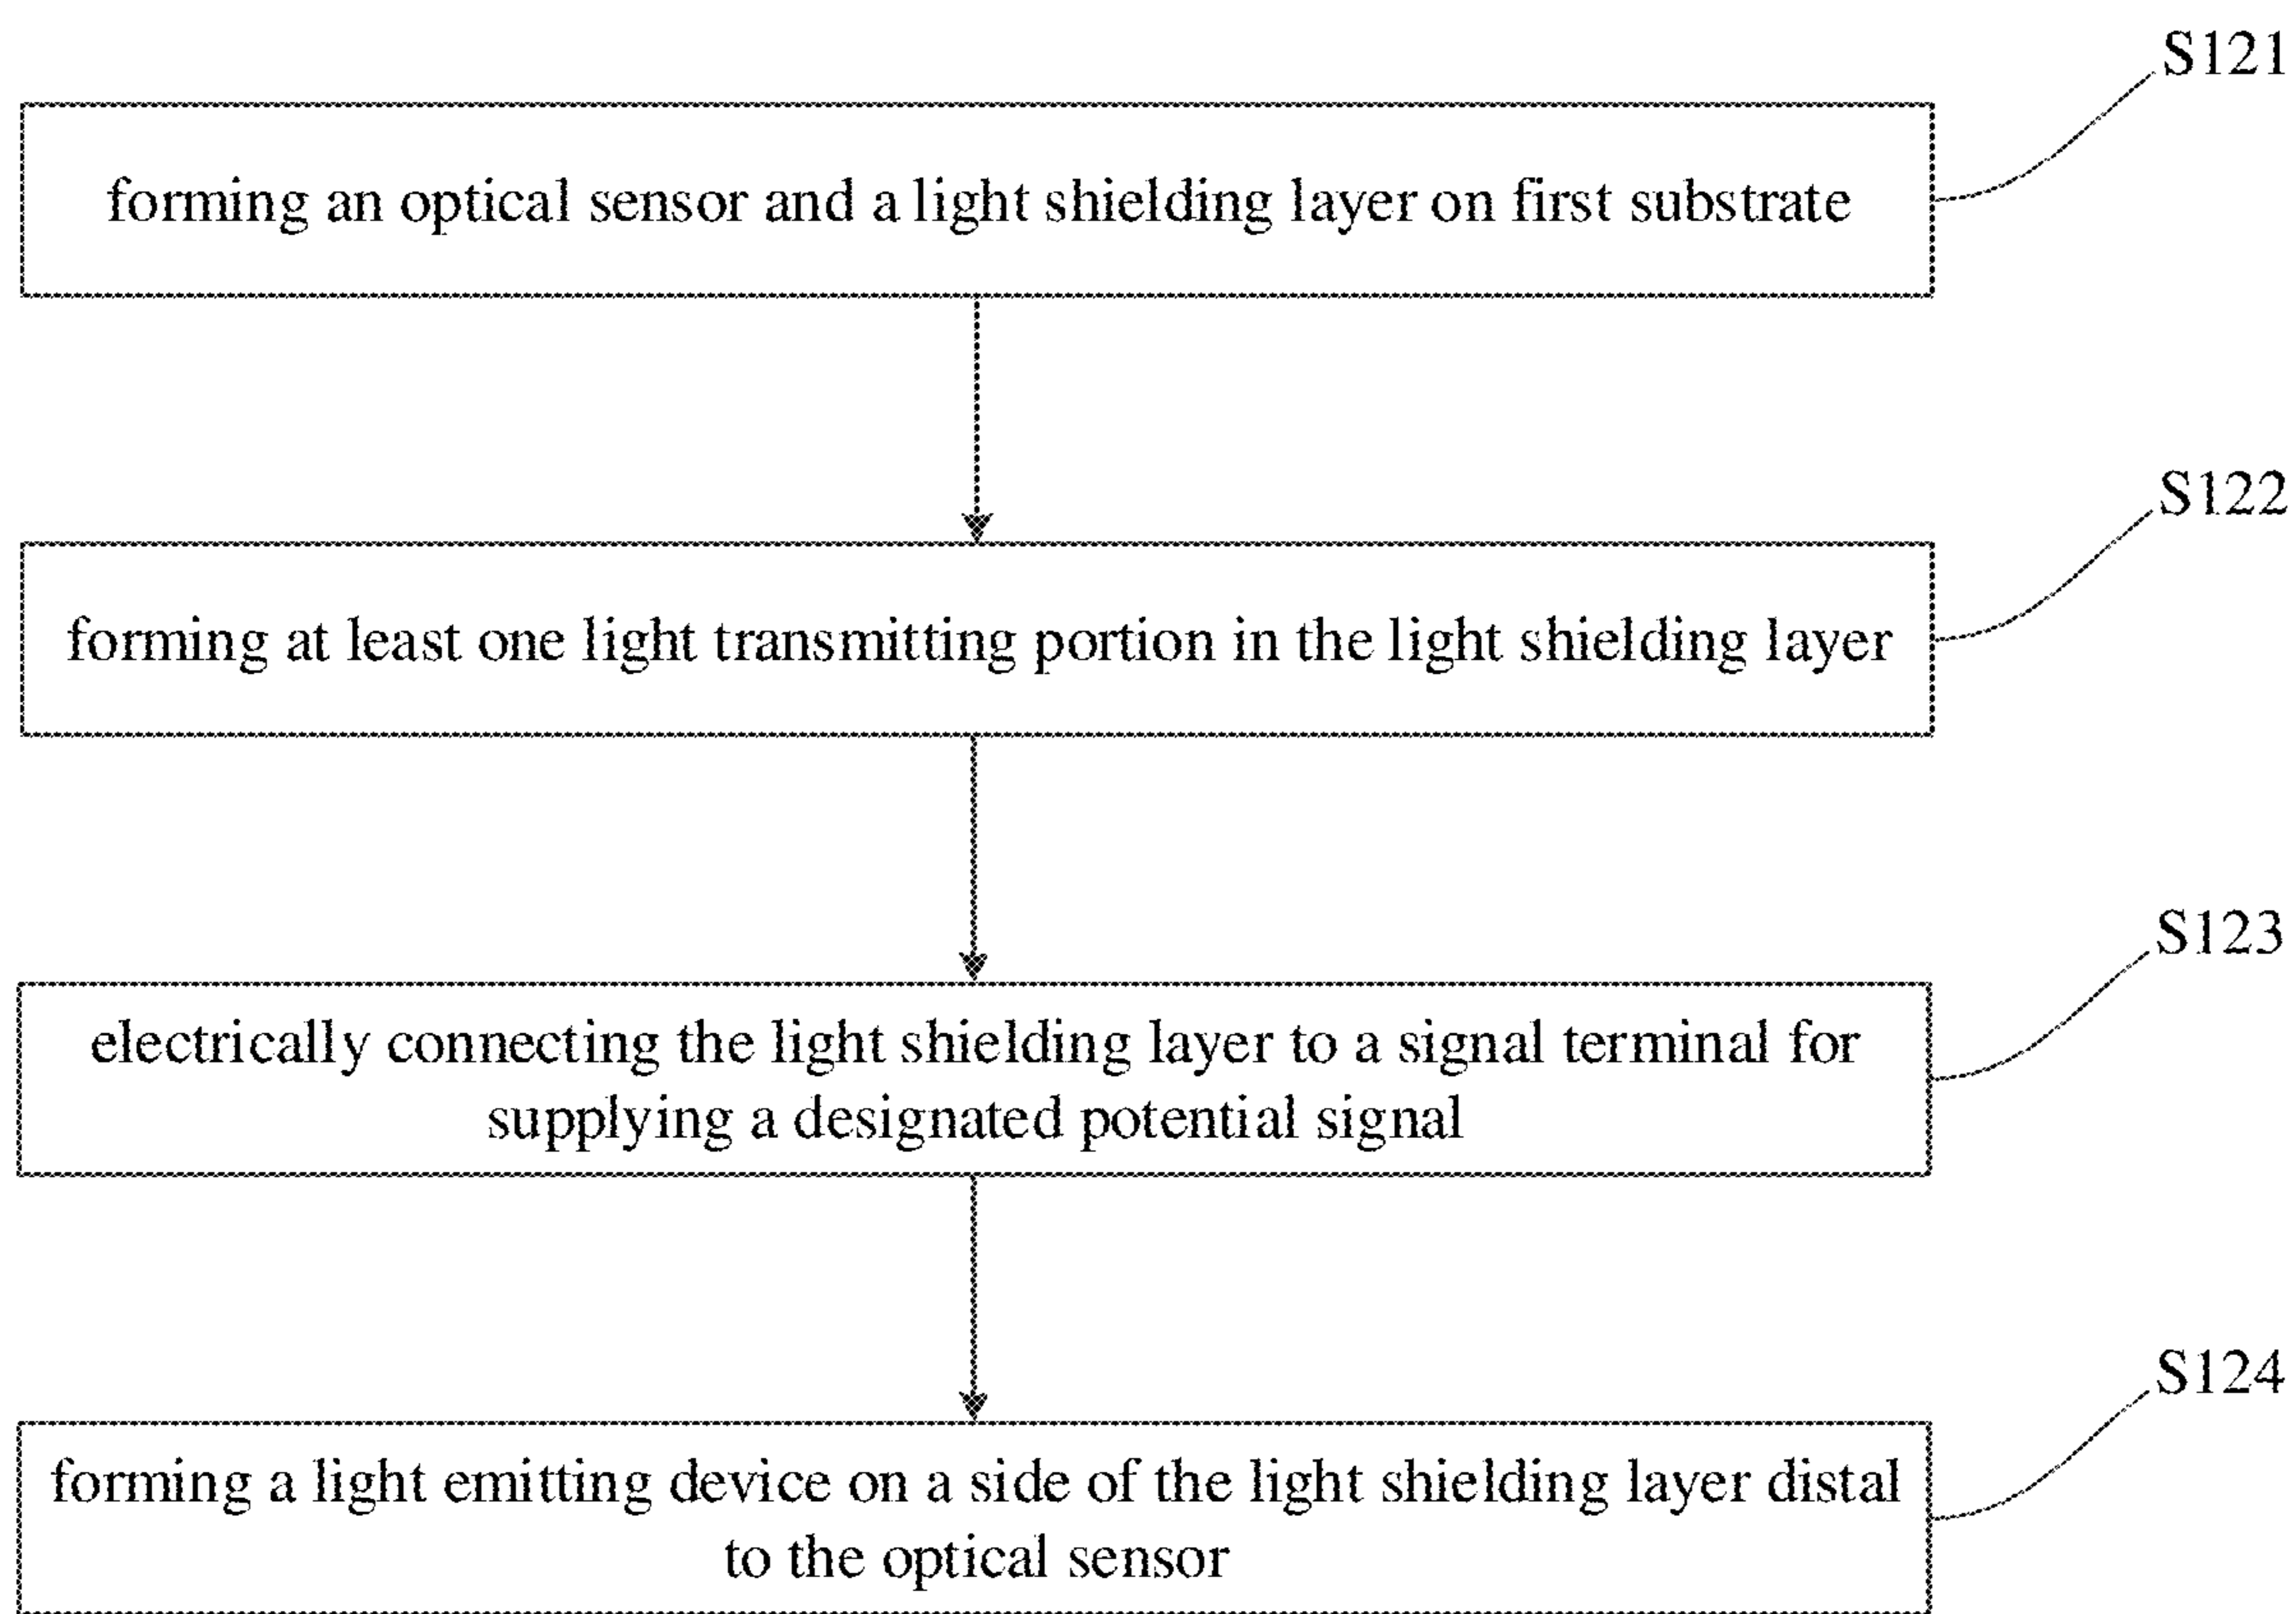 S121
forming an optical sensor and a light shielding layer on first substrate
S122
forming at least one light transmitting portion in the light shielding layer
S123
electrically connecting the light shielding layer to a signal terminal for
supplying a designated potential signal
S124
forming a light emitting device on a side of the light shielding layer distal
to the optical sensor